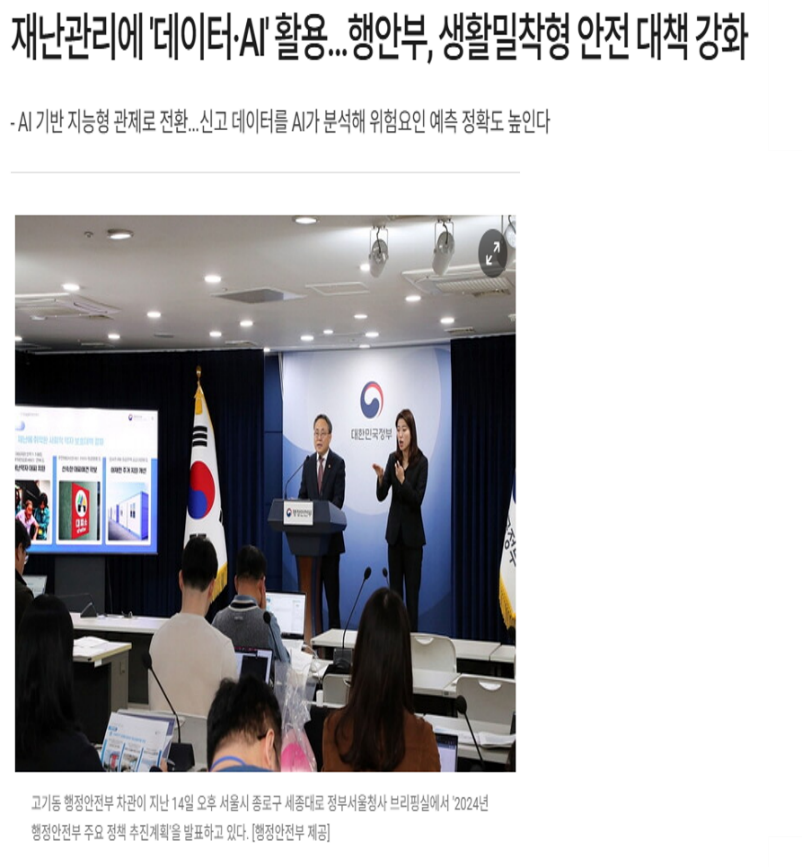 재난관리에 '데이터·AI' 활용...행안부, 생활밀착형 안전 대책 강화
- AI 기반 지능형 관제로 전환...신고 데이터를 AI가 분석해 위험요인 예측 정확도 높인다
대한민국정부
행정안전부
대피소
고기동 행정안전부 차관이 지난 14일 오후 서울시 종로구 세종대로 정부서울청사 브리핑실에서 '2024년
행정안전부 주요 정책 추진계획'을 발표하고 있다. [행정안전부 제공]